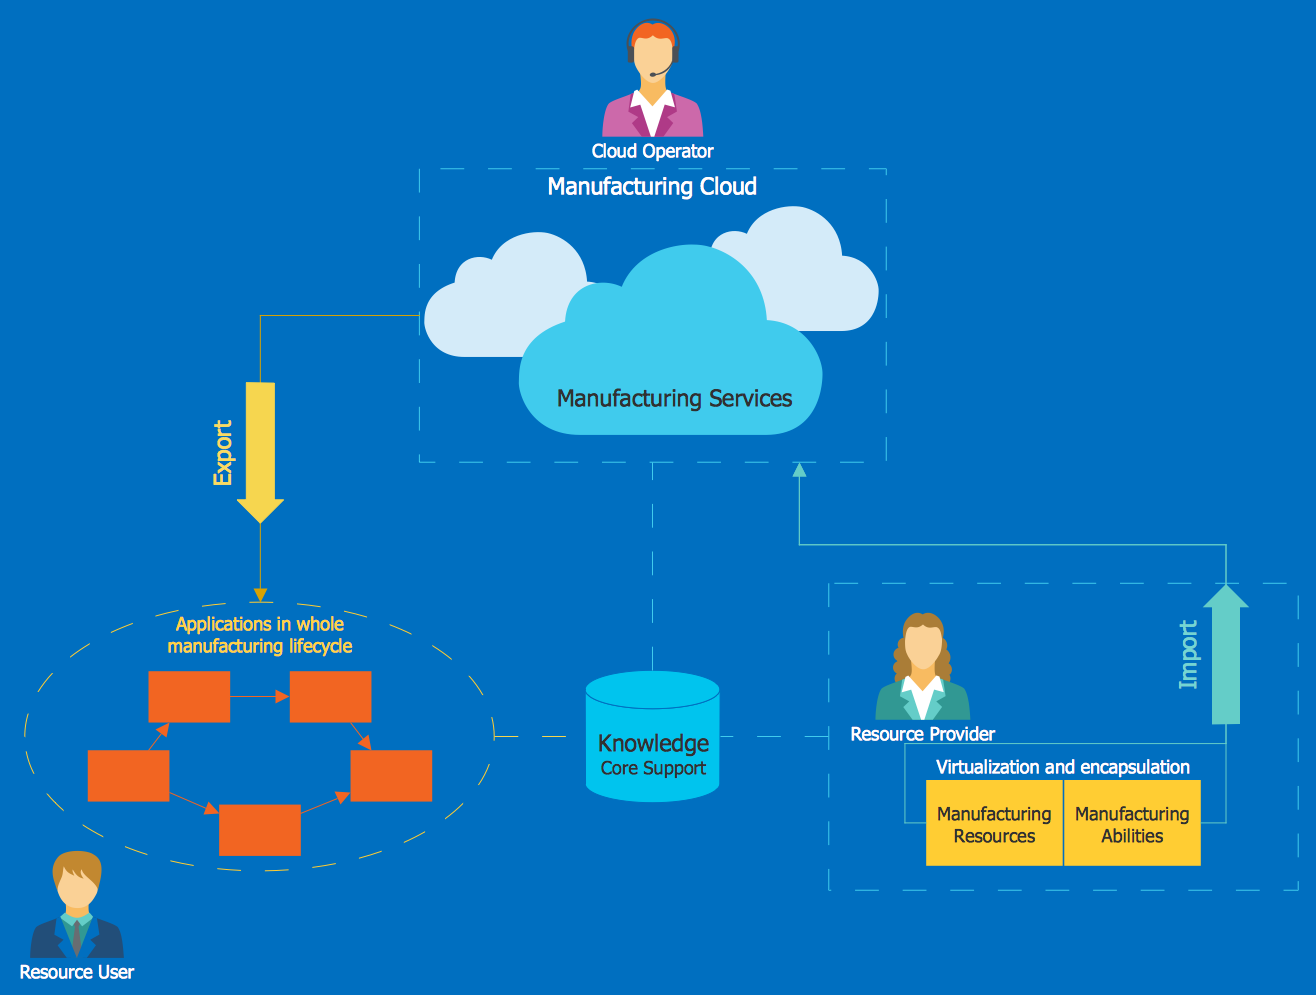 Cloud Operator
Manufacturing Cloud
Manufacturing Services
Export
Applications in whole
manufacturing lifecycle
Knowledge
Core Support
Import
Resource Provider
Virtualization and encapsulation
Manufacturing
Resources
Manufacturing
Abilities
Resource User